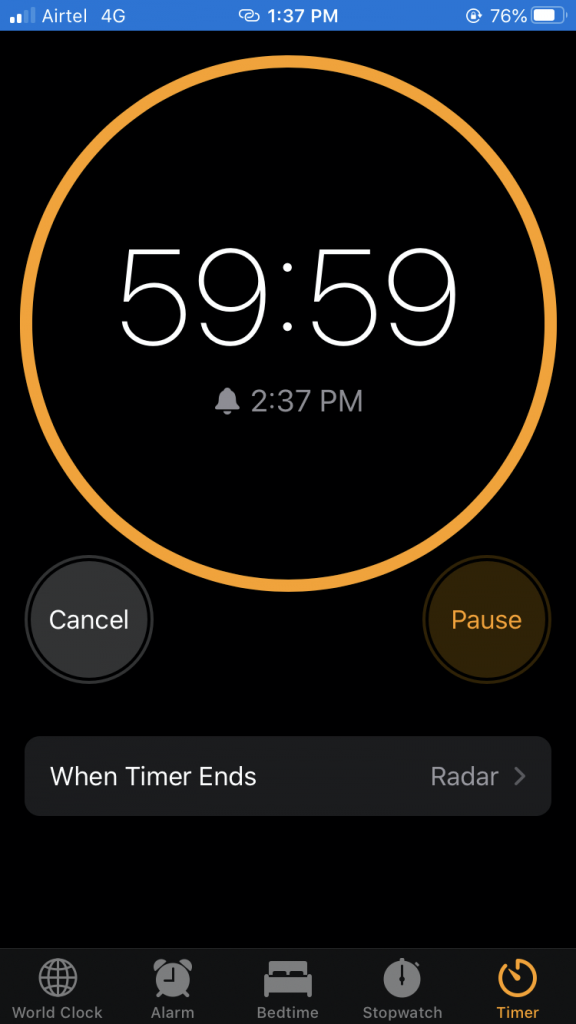 Airtel 4G 1:37 PM 76%
59:59
2:37 PM
Cancel Pause
When Timer Ends Radar
World Clock Alarm Bedtime Stopwatch Timer